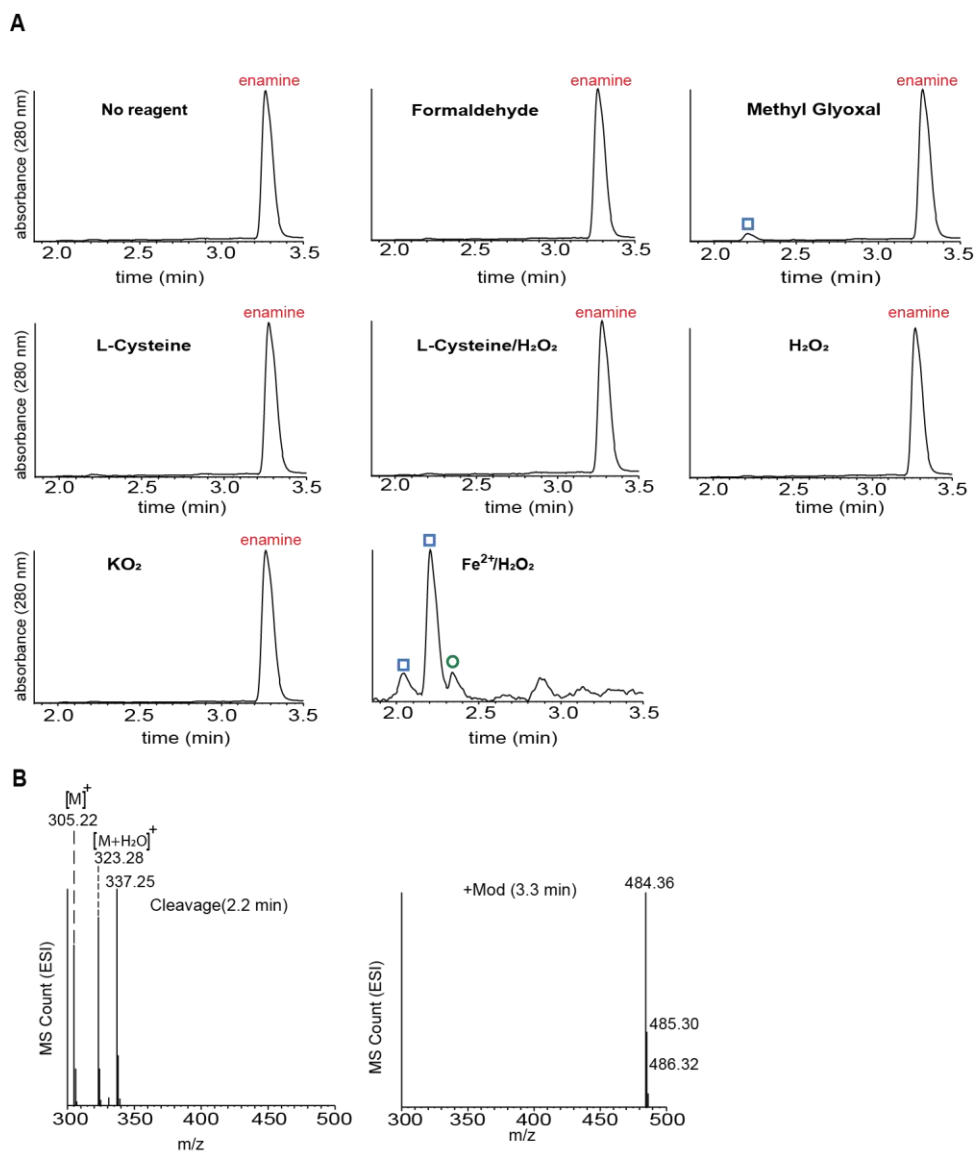 A
enamine
No reagent
absorbance (280 nm)
2.0 2.5 3.0 3.5
time (min)
enamine
Formaldehyde
2.0 2.5 3.0 3.5
time (min)
enamine
Methyl Glyoxal
2.0 2.5 3.0 3.5
time (min)
enamine
L-Cysteine
absorbance (280 nm)
2.0 2.5 3.0 3.5
time (min)
enamine
L-Cysteine/H₂O₂
2.0 2.5 3.0 3.5
time (min)
enamine
H₂O₂
2.0 2.5 3.0 3.5
time (min)
enamine
KO₂
absorbance (280 nm)
2.0 2.5 3.0 3.5
time (min)
Fe²⁺/H₂O₂
2.0 2.5 3.0 3.5
time (min)
B
[M]⁺
305.22
[M+H₂O]⁺
323.28
337.25
Cleavage(2.2 min)
MS Count (ESI)
300 350 400 450 500
m/z
+Mod (3.3 min)
484.36
485.30
486.32
MS Count (ESI)
300 350 400 450 500
m/z